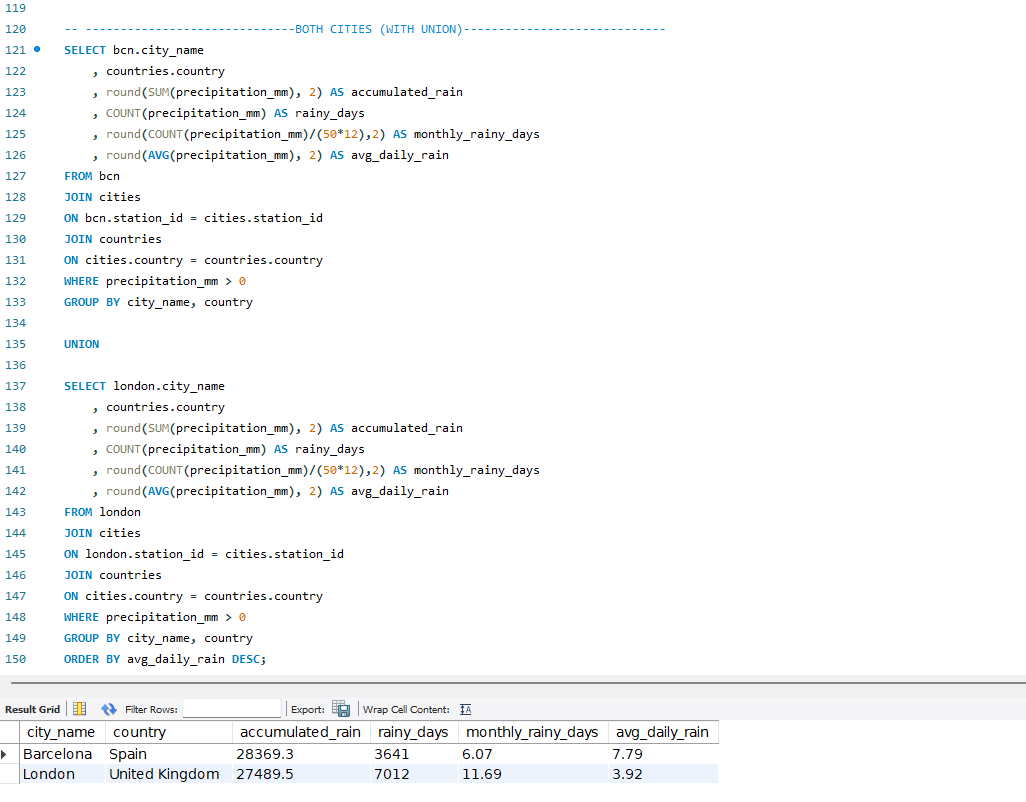 119
120 -- ------------------------------BOTH CITIES (WITH UNION)-----------------------------
121 SELECT bcn.city_name
122 , countries.country
123 , round(SUM(precipitation_mm), 2) AS accumulated_rain
124 , COUNT(precipitation_mm) AS rainy_days
125 , round(COUNT(precipitation_mm)/(50*12),2) AS monthly_rainy_days
126 , round(AVG(precipitation_mm), 2) AS avg_daily_rain
127 FROM bcn
128 JOIN cities
129 ON bcn.station_id = cities.station_id
130 JOIN countries
131 ON cities.country = countries.country
132 WHERE precipitation_mm > 0
133 GROUP BY city_name, country
134
135 UNION
136
137 SELECT london.city_name
138 , countries.country
139 , round(SUM(precipitation_mm), 2) AS accumulated_rain
140 , COUNT(precipitation_mm) AS rainy_days
141 , round(COUNT(precipitation_mm)/(50*12),2) AS monthly_rainy_days
142 , round(AVG(precipitation_mm), 2) AS avg_daily_rain
143 FROM london
144 JOIN cities
145 ON london.station_id = cities.station_id
146 JOIN countries
147 ON cities.country = countries.country
148 WHERE precipitation_mm > 0
149 GROUP BY city_name, country
150 ORDER BY avg_daily_rain DESC;
Result Grid Filter Rows: Export: Wrap Cell Content:
city_name country accumulated_rain rainy_days monthly_rainy_days avg_daily_rain
Barcelona Spain 28369.3 3641 6.07 7.79
London United Kingdom 27489.5 7012 11.69 3.92